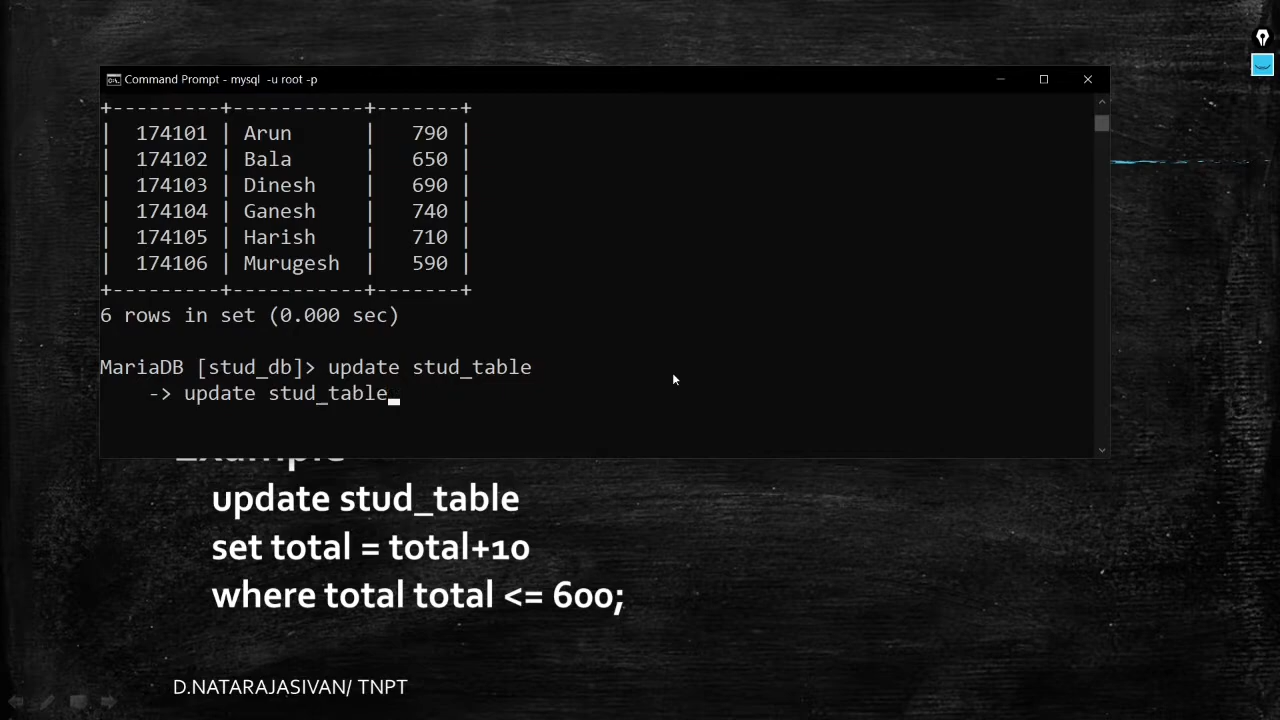 Command Prompt - mysql -u root -p
+---------+-----------+-------+
| 174101 | Arun | 790 |
| 174102 | Bala | 650 |
| 174103 | Dinesh | 690 |
| 174104 | Ganesh | 740 |
| 174105 | Harish | 710 |
| 174106 | Murugesh | 590 |
+---------+-----------+-------+
6 rows in set (0.000 sec)
MariaDB [stud_db]> update stud_table
-> update stud_table
Example
update stud_table
set total = total+10
where total total <= 600;
D.NATARAJASIVAN/ TNPT